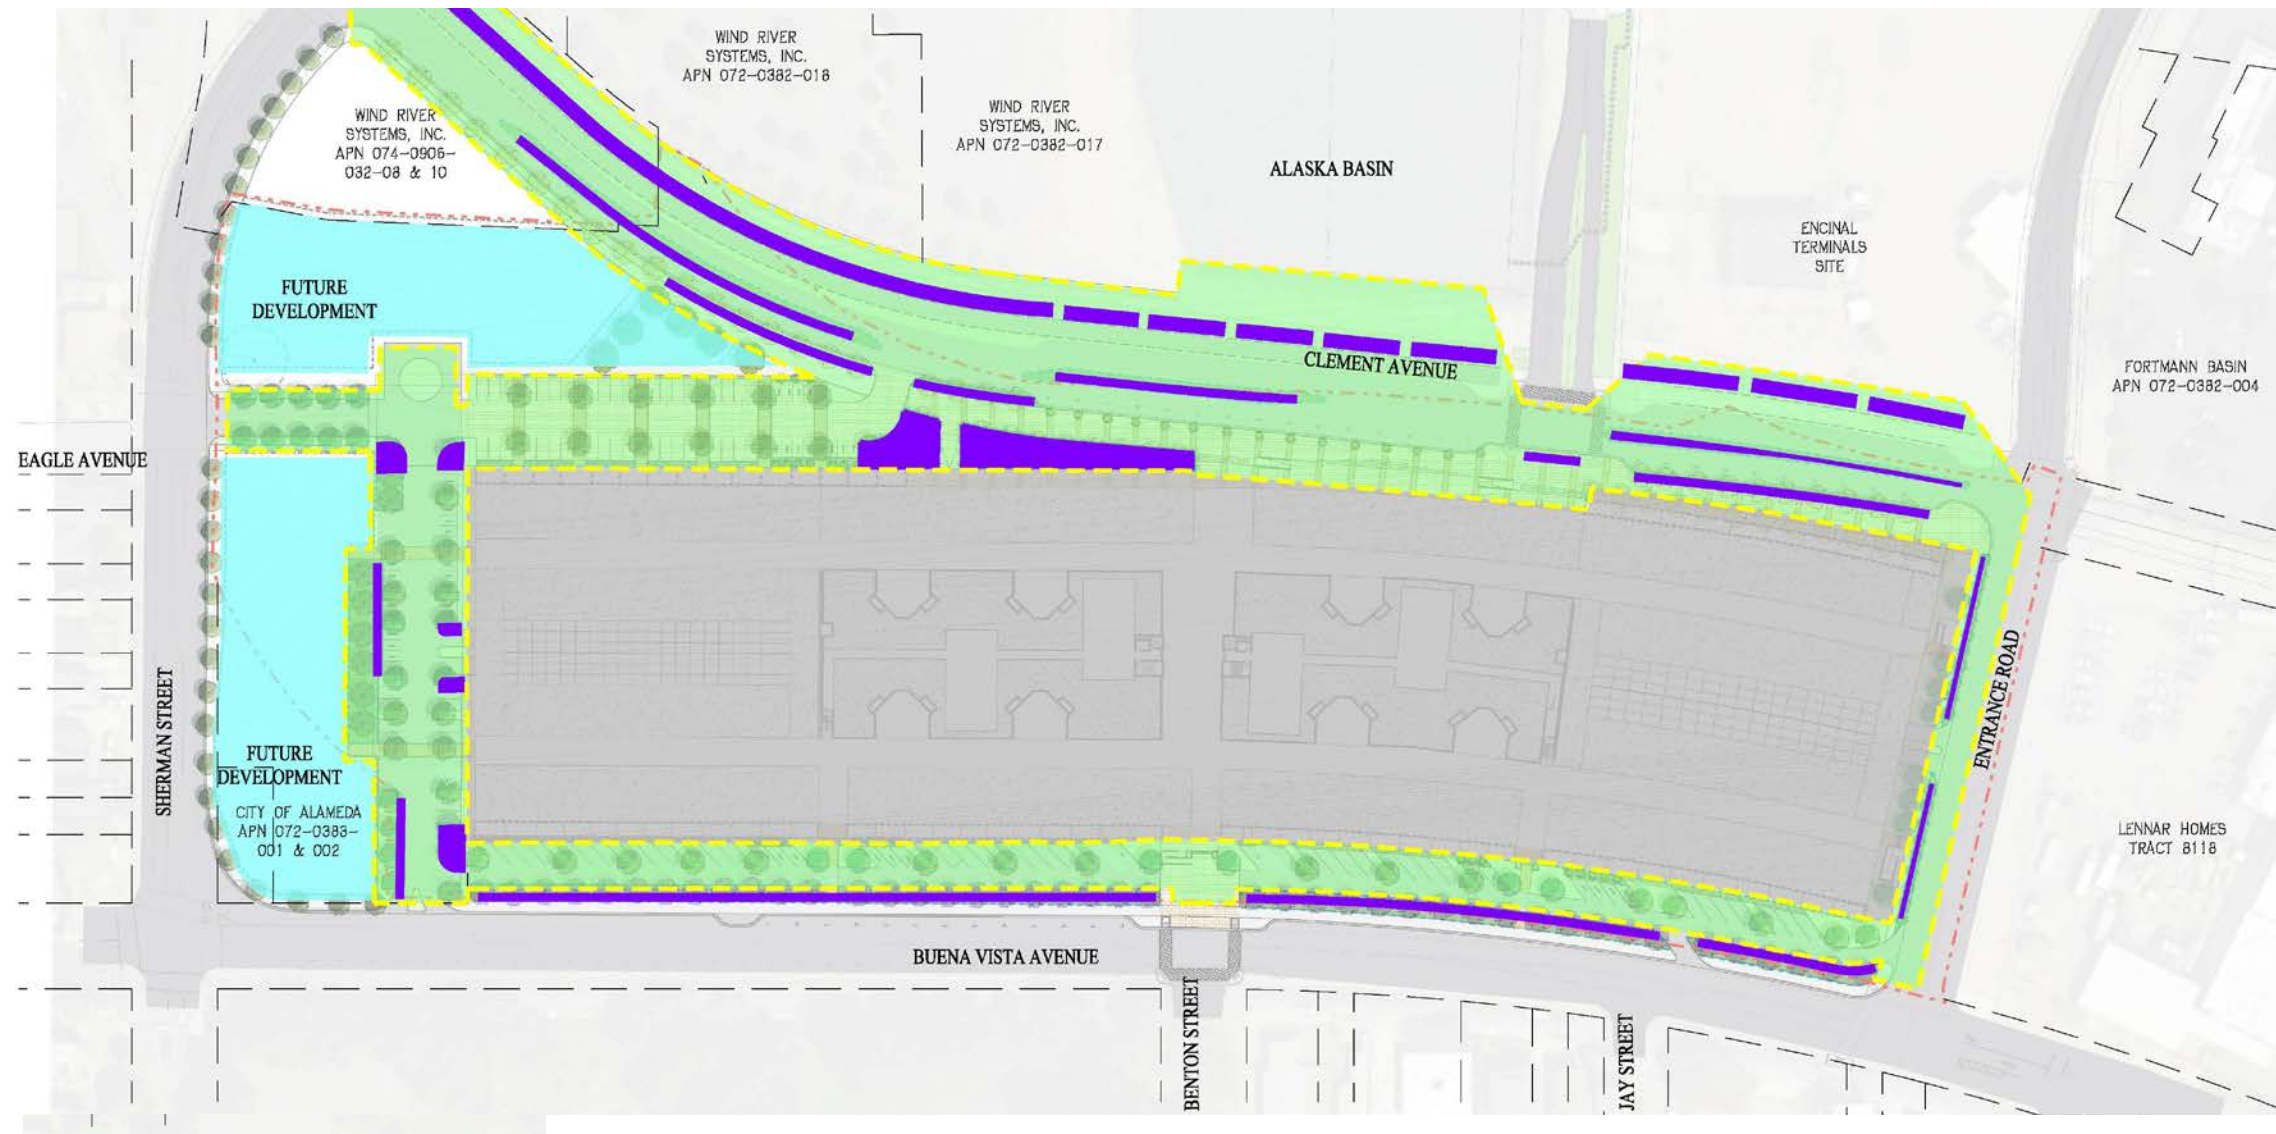 WIND RIVER
SYSTEMS, INC.
APN 072-0382-018
WIND RIVER
SYSTEMS, INC.
APN 072-0382-017
WIND RIVER
SYSTEMS, INC.
APN 074-0906-
032-08 & 10
ALASKA BASIN
ENCINAL
TERMINALS
SITE
FUTURE
DEVELOPMENT
CLEMENT AVENUE
FORTMANN BASIN
APN 072-0382-004
EAGLE AVENUE
SHERMAN STREET
ENTRANCE ROAD
FUTURE
DEVELOPMENT
CITY OF ALAMEDA
APN 072-0383-
001 & 002
LENNAR HOMES
TRACT 8118
BUENA VISTA AVENUE
BENTON STREET
JAY STREET